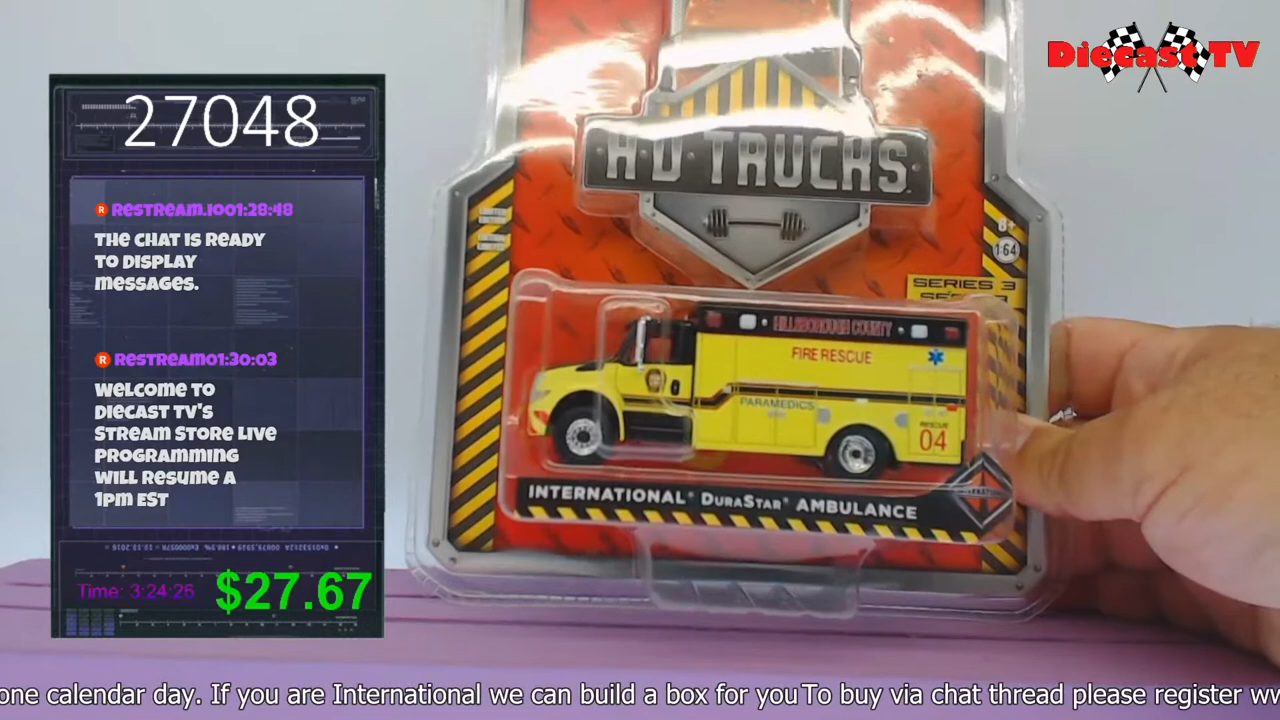 Diecast TV
27048
Restream.io01:28:48
The chat is ready
to display
messages.
Restream01:30:03
Welcome to
Diecast TV's
Stream Store Live
programming
will resume a
1pm EST
Time: 3:24:26
$27.67
H·D TRUCKS
LIMITED
EDITION
8+
1:64
SERIES 3
HILLSBOROUGH COUNTY
FIRE RESCUE
PARAMEDICS
RESCUE
04
INTERNATIONAL® DURASTAR® AMBULANCE
one calendar day. If you are International we can build a box for you To buy via chat thread please register ww